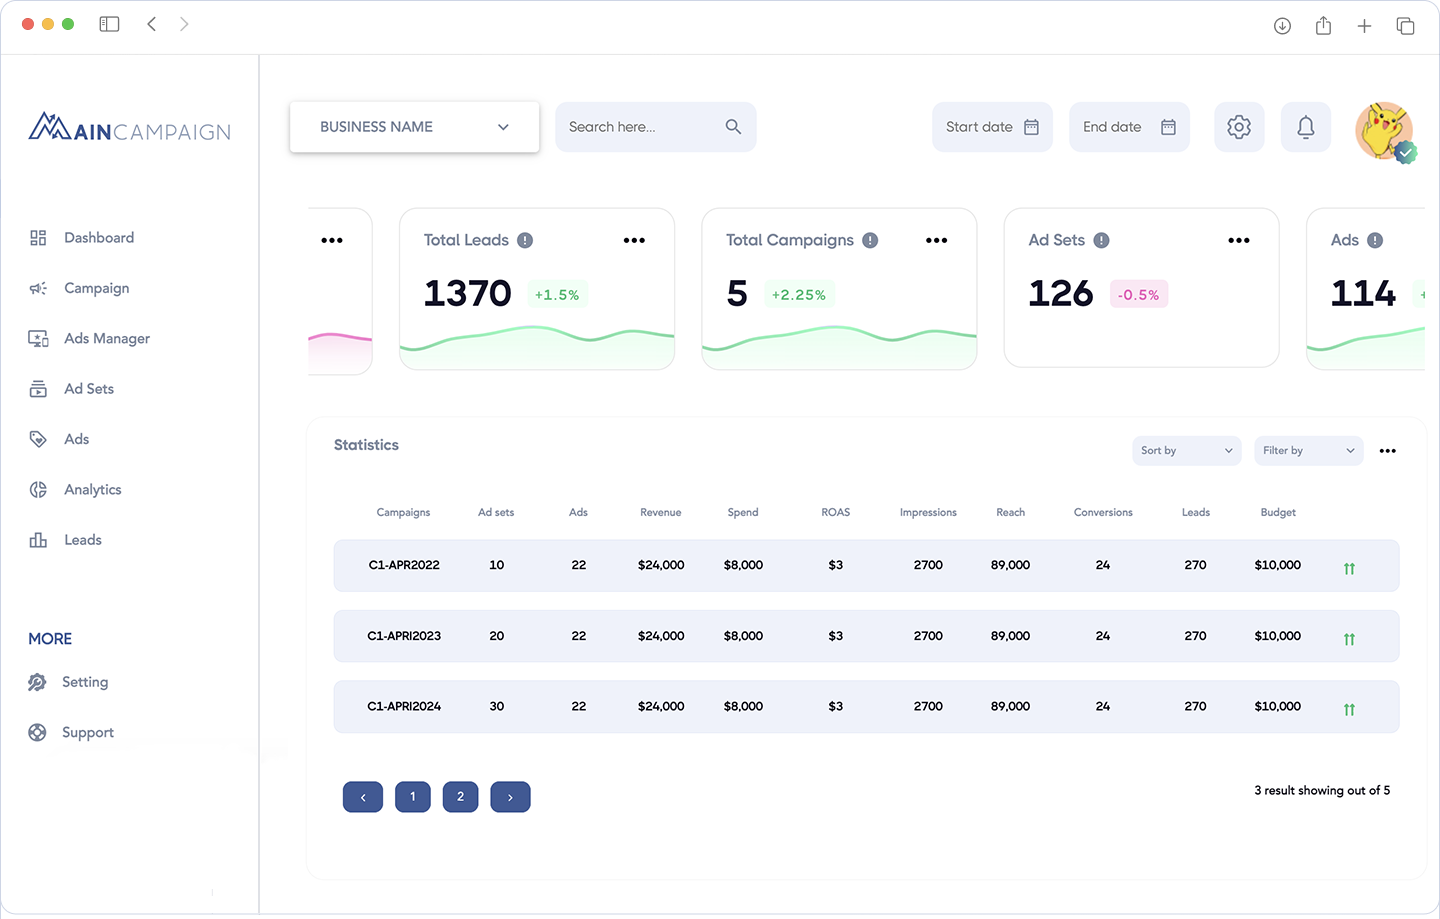 MAINCAMPAIGN
BUSINESS NAME
Search here...
Start date
End date
Dashboard
Campaign
Ads Manager
Ad Sets
Ads
Analytics
Leads
MORE
Setting
Support
Total Leads
1370 +1.5%
Total Campaigns
5 +2.25%
Ad Sets
126 -0.5%
Ads
114 +
Statistics
Sort by
Filter by
Campaigns Ad sets Ads Revenue Spend ROAS Impressions Reach Conversions Leads Budget
C1-APR2022 10 22 $24,000 $8,000 $3 2700 89,000 24 270 $10,000
C1-APRI2023 20 22 $24,000 $8,000 $3 2700 89,000 24 270 $10,000
C1-APRI2024 30 22 $24,000 $8,000 $3 2700 89,000 24 270 $10,000
‹ 1 2 ›
3 result showing out of 5